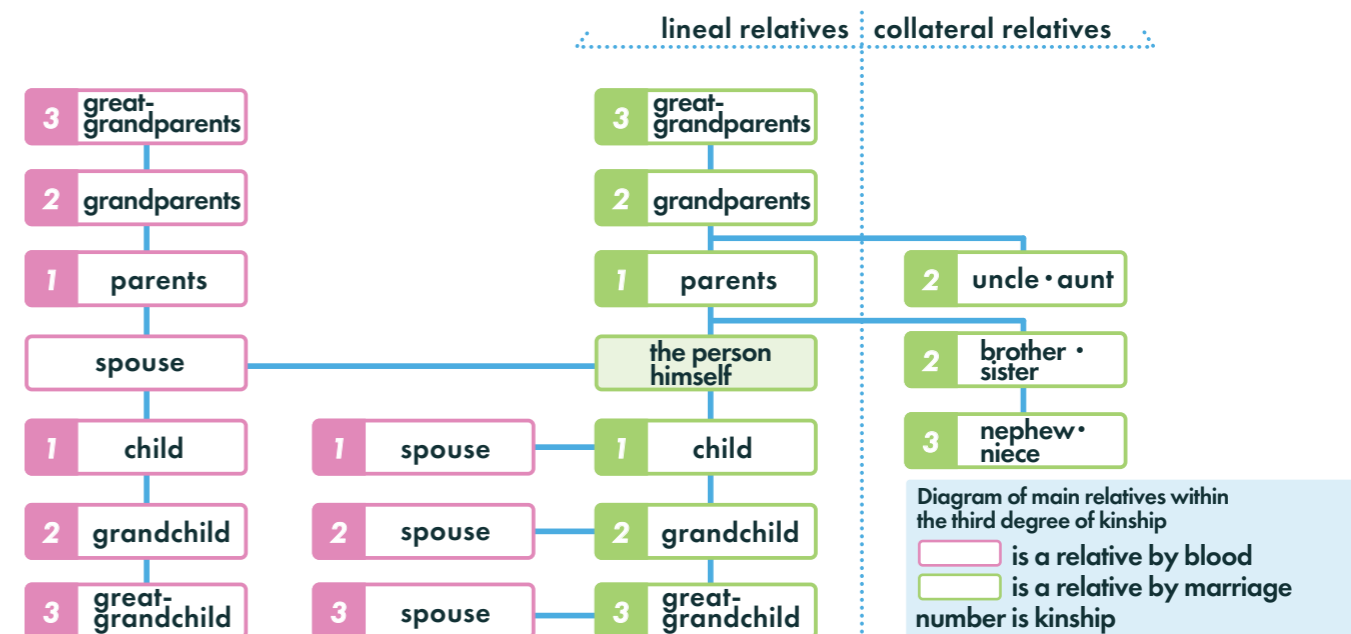 lineal relatives collateral relatives
3 great-
grandparents
3 great-
grandparents
2 grandparents
2 grandparents
1 parents
1 parents
2 uncle・aunt
spouse
the person
himself
2 brother・
sister
1 child
1 spouse
1 child
3 nephew・
niece
2 grandchild
2 spouse
2 grandchild
3 great-
grandchild
3 spouse
3 great-
grandchild
Diagram of main relatives within
the third degree of kinship
is a relative by blood
is a relative by marriage
number is kinship